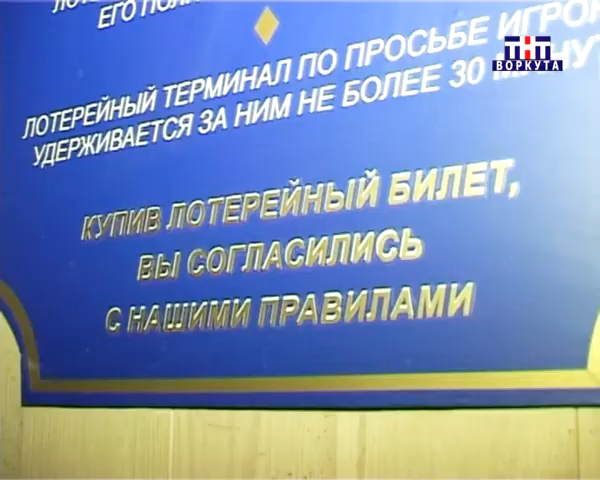 ЕГО
ТНТ
ВОРКУТА
ЛОТЕРЕЙНЫЙ ТЕРМИНАЛ ПО ПРОСЬБЕ
УДЕРЖИВАЕТСЯ ЗА НИМ НЕ БОЛЕЕ 30
КУПИВ ЛОТЕРЕЙНЫЙ БИЛЕТ,
ВЫ СОГЛАСИЛИСЬ
С НАШИМИ ПРАВИЛАМИ